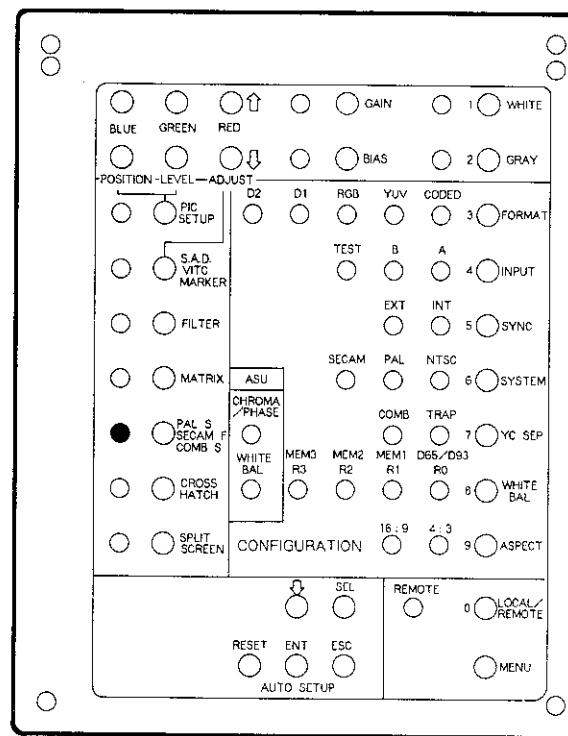 1 WHITE
GAIN
BLUE GREEN RED
2 GRAY
BIAS
POSITION LEVEL ADJUST
D2 D1 RGB YUV CODED
PIC
SETUP
3 FORMAT
TEST B A
S.A.D.
VITC
MARKER
4 INPUT
EXT INT
FILTER
5 SYNC
SECAM PAL NTSC
MATRIX
ASU
6 SYSTEM
CHROMA
/PHASE
COMB TRAP
PAL S
SECAM F
COMB S
7 YC SEP
WHITE
BAL
MEM3 MEM2 MEM1 D65/D93
R3 R2 R1 R0
CROSS
HATCH
8 WHITE
BAL
16:9 4:3
SPLIT
SCREEN
CONFIGURATION
9 ASPECT
SEL
REMOTE
0 LOCAL/
REMOTE
RESET ENT ESC
MENU
AUTO SETUP